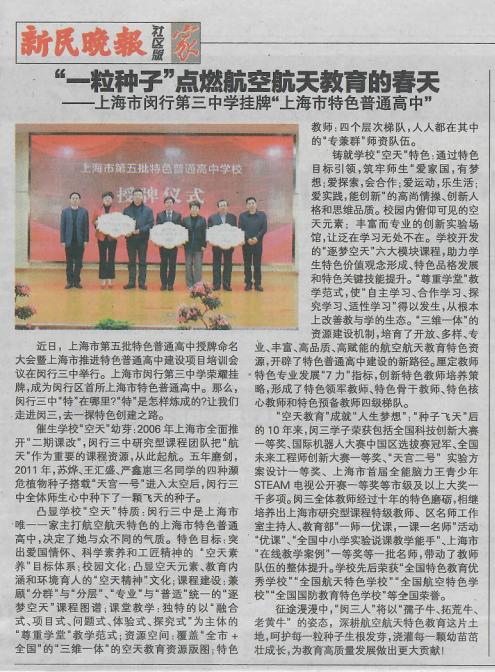 新民晚報
社区版
家
“一粒种子”点燃航空航天教育的春天
——上海市闵行第三中学挂牌“上海市特色普通高中”
上海市第五批特色普通高中学校
授牌仪式
近日，上海市第五批特色普通高中授牌命名
大会暨上海市推进特色普通高中建设项目培训会
议在闵行三中举行。上海市闵行第三中学荣耀挂
牌,成为闵行区首所上海市特色普通高中。那么，
闵行三中“特”在哪里?“特”是怎样炼成的?让我们
走进闵三,去一探特色创建之路。
催生学校“空天”幼芽:2006年上海市全面推
开“二期课改”,闵行三中研究型课程团队把“航
天”作为重要的课程资源,从此起航。五年磨剑，
2011年,苏烨、王汇盛、严鑫崽三名同学的四种濒
危植物种子搭载“天宫一号”进入太空后,闵行三
中全体师生心中种下了一颗飞天的种子。
凸显学校“空天”特质:闵行三中是上海市
唯一一家主打航空航天特色的上海市特色普通
高中,决定了她与众不同的气质。特色目标:突
出爱国情怀、科学素养和工匠精神的“空天素
养”目标体系;校园文化:凸显空天元素、教育内
涵和环境育人的“空天精神”文化;课程建设:兼
顾“分群”与“分层”、“专业”与“普适”统一的“逐
梦空天”课程图谱;课堂教学:独特的以“融合
式、项目式、问题式、体验式、探究式”为主体的
“尊重学堂”教学范式;资源空间:覆盖“全市＋
全国”的“三维一体”的空天教育资源版图;特色
教师:四个层次梯队,人人都在其中
的“专兼群”师资队伍。
铸就学校“空天”特色:通过特色
目标引领,筑牢师生“爱家国,有梦
想;爱探索,会合作;爱运动,乐生活;
爱实践,能创新”的高尚情操、创新人
格和思维品质。校园内俯仰可见的空
天元素；丰富而专业的创新实验场
馆,让泛在学习无处不在。学校开发
的“逐梦空天”六大模块课程,助力学
生特色价值观念形成、特色品格发展
和特色关键技能提升。“尊重学堂”教
学范式,使“自主学习、合作学习、探
究学习、适性学习”得以发生,从根本
上改善教与学的生态。“三维一体”的
资源建设机制,培育了开放、多样、专
业、丰富、高品质、高赋能的航空航天教育特色资
源,开辟了特色普通高中建设的新路径。厘定教师
特色专业发展“7力”指标,创新特色教师培养策
略,形成了特色领军教师、特色骨干教师、特色核
心教师和特色预备教师四级梯队。
“空天教育”成就“人生梦想”:“种子飞天”后
的10年来,闵三学子荣获包括全国科技创新大赛
一等奖、国际机器人大赛中国区选拔赛冠军、全国
未来工程师创新大赛一等奖、“天宫二号”实验方
案设计一等奖、上海市首届全能脑力王青少年
STEAM电视公开赛一等奖等市级及以上大奖一
千多项。闵三全体教师经过十年的特色磨砺,相继
培养出上海市研究型课程特级教师、区名师工作
室主持人、教育部“一师一优课,一课一名师”活动
“优课”、“全国中小学实验说课教学能手”、上海市
“在线教学案例”一等奖等一批名师,带动了教师
队伍的整体提升。学校先后荣获“全国特色教育优
秀学校”“全国航天特色学校”“全国航空特色学
校”“全国国防教育特色学校”等全国荣誉。
征途漫漫中,“闵三人”将以“孺子牛、拓荒牛、
老黄牛”的姿态,深耕航空航天特色教育这片土
地,呵护每一粒种子生根发芽,浇灌每一颗幼苗茁
壮成长,为教育高质量发展做出更大贡献!